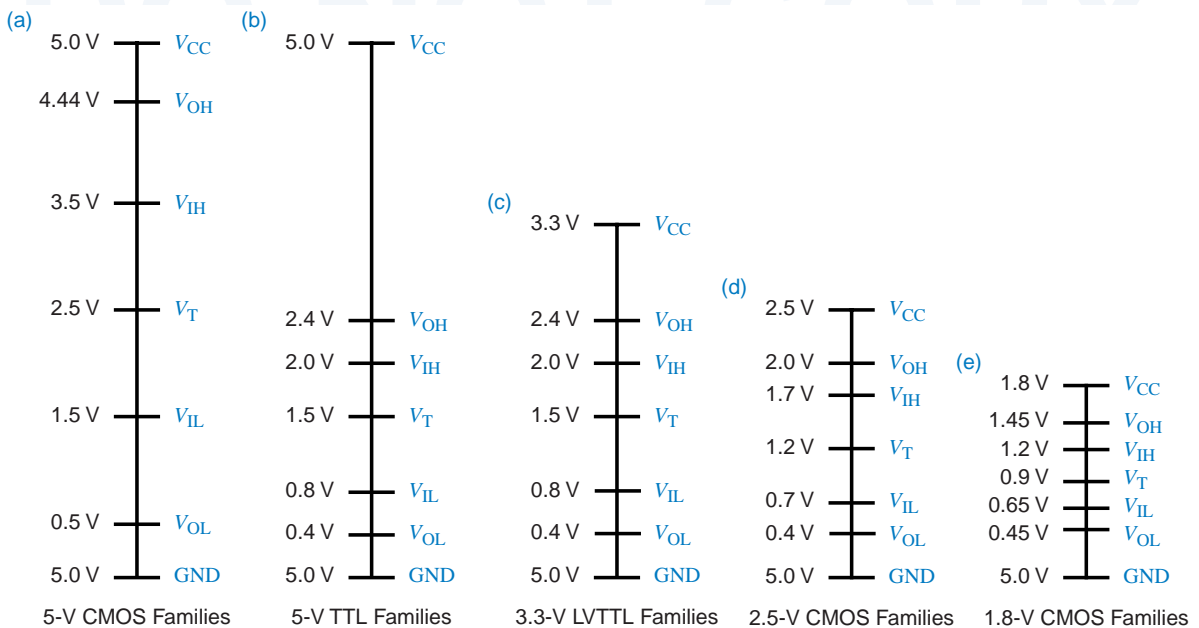 (a)
5.0 V VCC
4.44 V VOH
3.5 V VIH
2.5 V VT
1.5 V VIL
0.5 V VOL
5.0 V GND
5-V CMOS Families
(b)
5.0 V VCC
2.4 V VOH
2.0 V VIH
1.5 V VT
0.8 V VIL
0.4 V VOL
5.0 V GND
5-V TTL Families
(c)
3.3 V VCC
2.4 V VOH
2.0 V VIH
1.5 V VT
0.8 V VIL
0.4 V VOL
5.0 V GND
3.3-V LVTTL Families
(d)
2.5 V VCC
2.0 V VOH
1.7 V VIH
1.2 V VT
0.7 V VIL
0.4 V VOL
5.0 V GND
2.5-V CMOS Families
(e)
1.8 V VCC
1.45 V VOH
1.2 V VIH
0.9 V VT
0.65 V VIL
0.45 V VOL
5.0 V GND
1.8-V CMOS Families